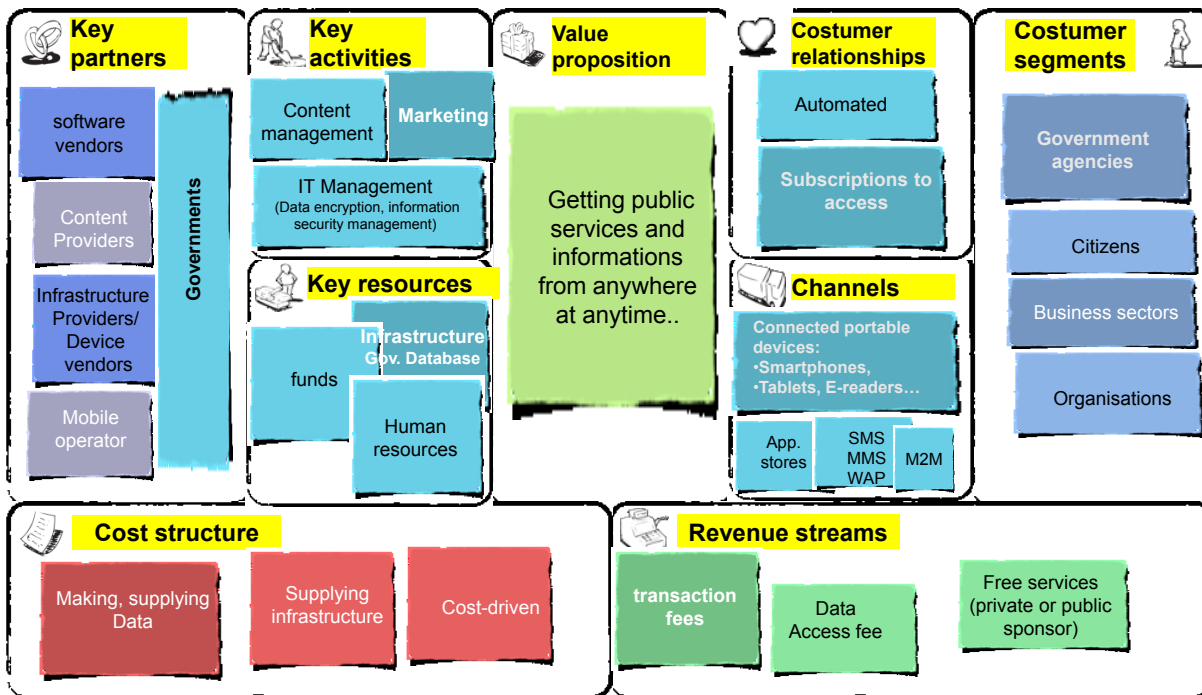 Key
partners
software
vendors
Content
Providers
Infrastructure
Providers/
Device
vendors
Mobile
operator
Governments
Key
activities
Content
management
Marketing
IT Management
(Data encryption, information
security management)
Key resources
funds
Infrastructure
Gov. Database
Human
resources
Value
proposition
Getting public
services and
informations
from anywhere
at anytime..
Costumer
relationships
Automated
Subscriptions to
access
Channels
Connected portable
devices:
•Smartphones,
•Tablets, E-readers…
App.
stores
SMS
MMS
WAP
M2M
Costumer
segments
Government
agencies
Citizens
Business sectors
Organisations
Cost structure
Making, supplying
Data
Supplying
infrastructure
Cost-driven
Revenue streams
transaction
fees
Data
Access fee
Free services
(private or public
sponsor)